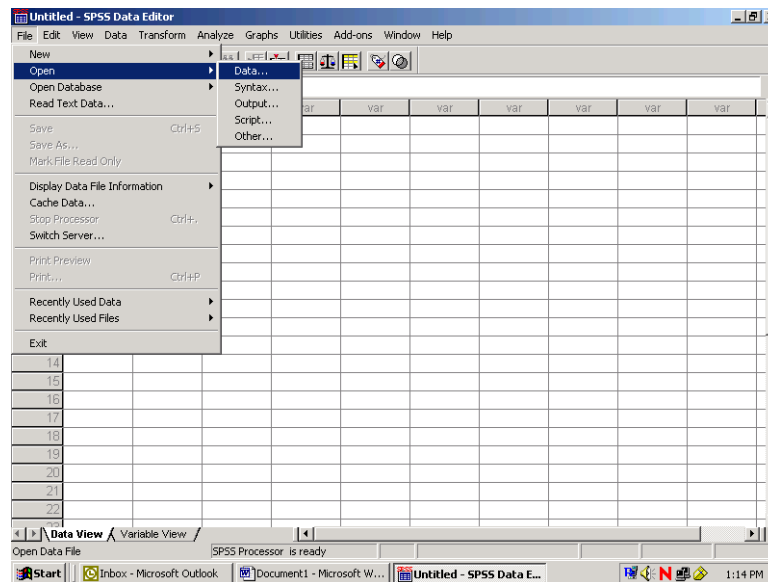 Untitled - SPSS Data Editor
File Edit View Data Transform Analyze Graphs Utilities Add-ons Window Help
New
Open
Open Database
Read Text Data...
Save Ctrl+S
Save As...
Mark File Read Only
Display Data File Information
Cache Data...
Stop Processor Ctrl+.
Switch Server...
Print Preview
Print... Ctrl+P
Recently Used Data
Recently Used Files
Exit
Data...
Syntax...
Output...
Script...
Other...
var var var var var var
14
15
16
17
18
19
20
21
22
Data View Variable View
Open Data File SPSS Processor is ready
Start Inbox - Microsoft Outlook Document1 - Microsoft W... Untitled - SPSS Data E... 1:14 PM